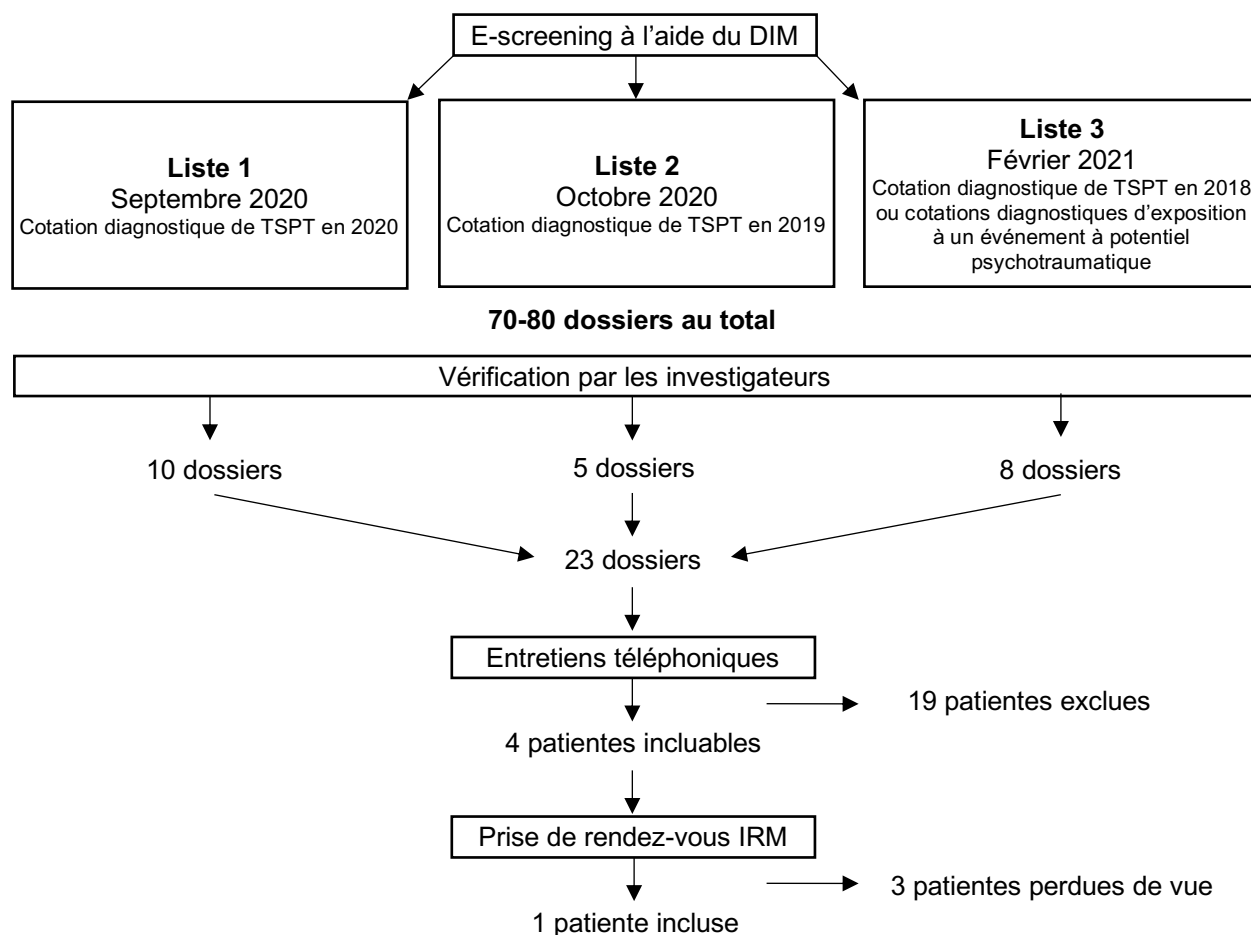 E-screening à l’aide du DIM
Liste 1
Septembre 2020
Cotation diagnostique de TSPT en 2020
Liste 2
Octobre 2020
Cotation diagnostique de TSPT en 2019
Liste 3
Février 2021
Cotation diagnostique de TSPT en 2018
ou cotations diagnostiques d’exposition
à un événement à potentiel
psychotraumatique
70-80 dossiers au total
Vérification par les investigateurs
10 dossiers
5 dossiers
8 dossiers
23 dossiers
Entretiens téléphoniques
19 patientes exclues
4 patientes incluables
Prise de rendez-vous IRM
3 patientes perdues de vue
1 patiente incluse